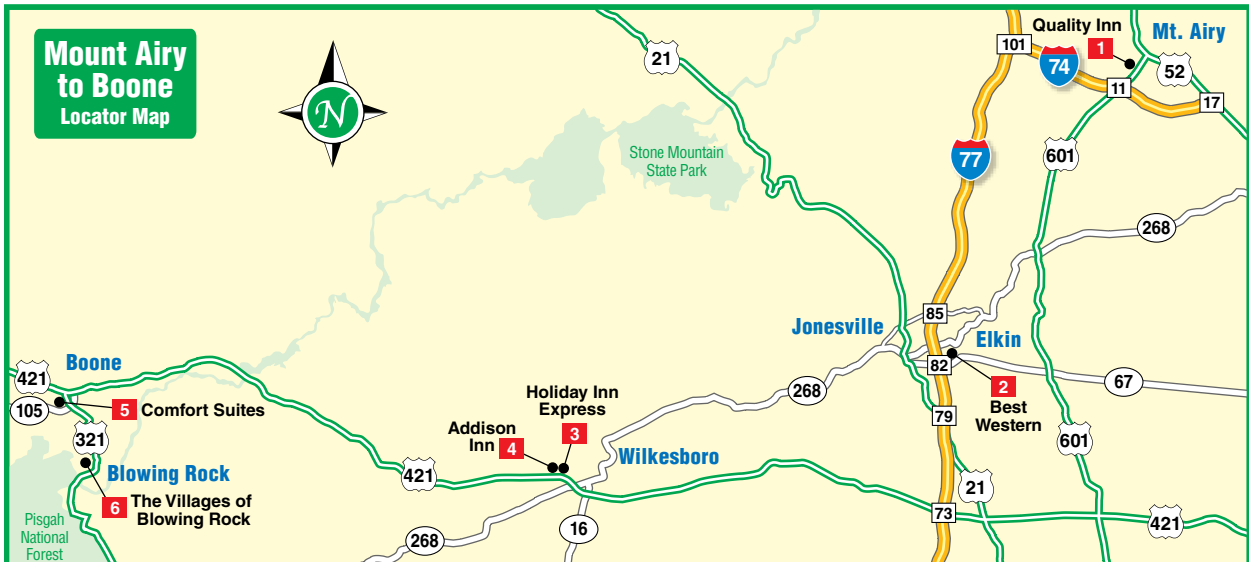 Mount Airy
to Boone
Locator Map
N
21
101
74
Quality Inn
1
Mt. Airy
52
11
17
77
601
Stone Mountain
State Park
268
85
Jonesville
Elkin
82
2
Best
Western
67
268
79
601
Boone
421
105
5 Comfort Suites
321
Blowing Rock
6 The Villages of
Blowing Rock
Pisgah
National
Forest
Holiday Inn
Express
3
Addison
Inn 4
Wilkesboro
421
268
16
21
73
421